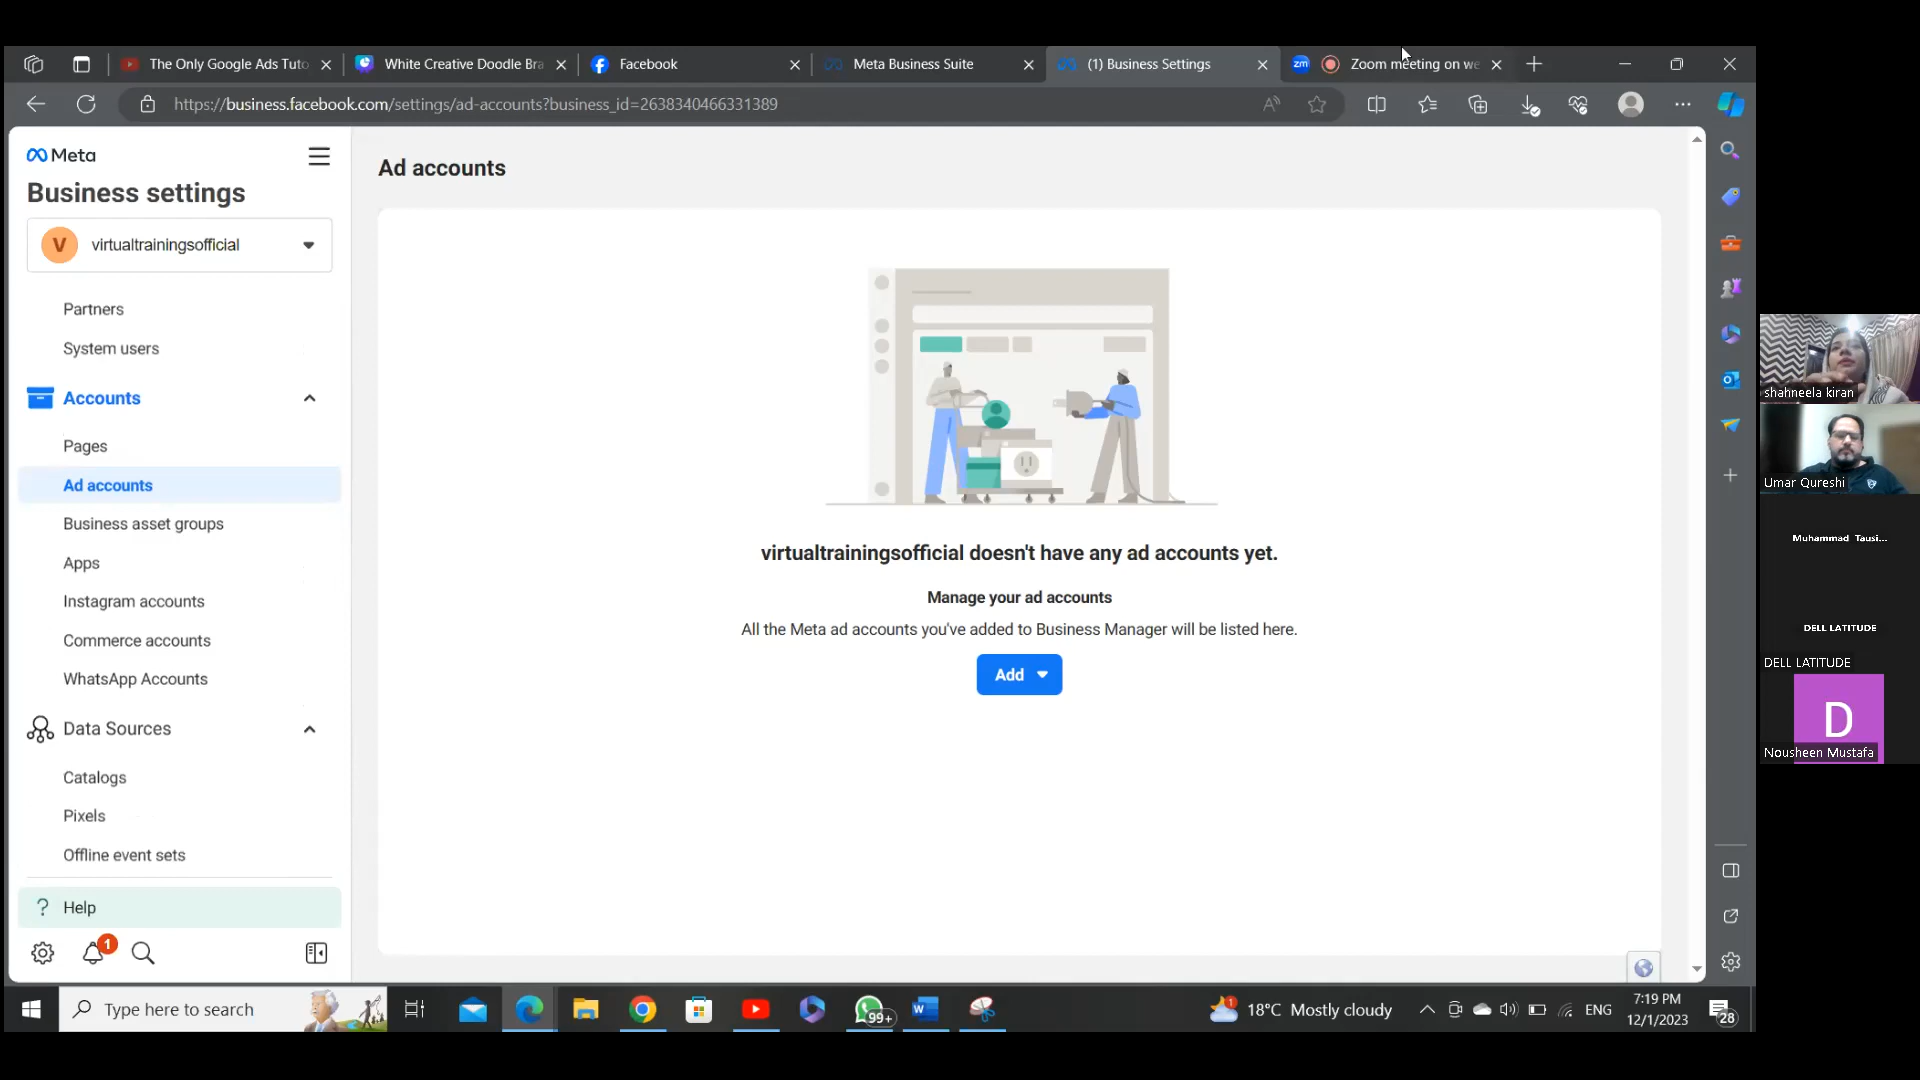 The Only Google Ads Tuto
White Creative Doodle Bra
Facebook
Meta Business Suite
(1) Business Settings
zm
Zoom meeting on we
https://business.facebook.com/settings/ad-accounts?business_id=2638340466331389
Meta
Business settings
V
virtualtrainingsofficial
Partners
System users
Accounts
Pages
Ad accounts
Business asset groups
Apps
Instagram accounts
Commerce accounts
WhatsApp Accounts
Data Sources
Catalogs
Pixels
Offline event sets
? Help
1
Ad accounts
virtualtrainingsofficial doesn't have any ad accounts yet.
Manage your ad accounts
All the Meta ad accounts you've added to Business Manager will be listed here.
Add
shahneela kiran
Umar Qureshi
Muhammad Tausi...
DELL LATITUDE
DELL LATITUDE
D
Nousheen Mustafa
Type here to search
99+
1
18°C Mostly cloudy
ENG
7:19 PM
12/1/2023
28